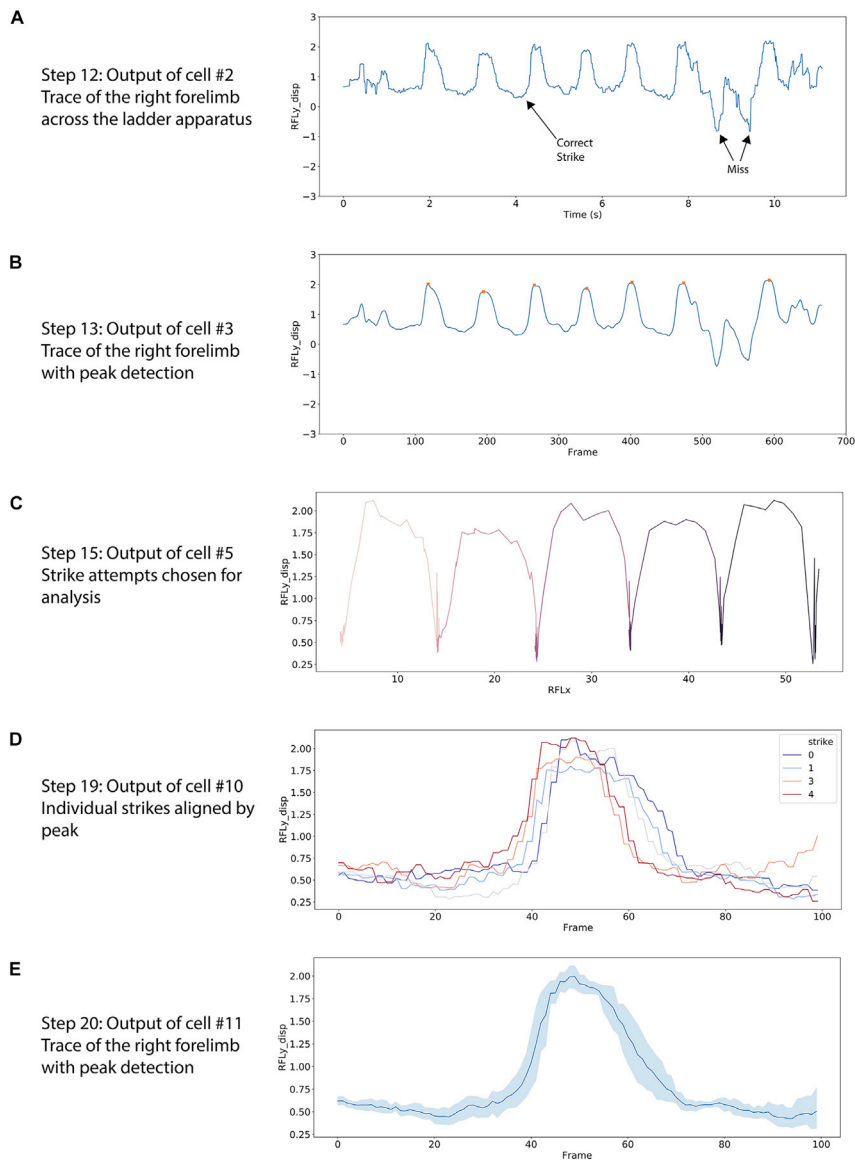 A
Step 12: Output of cell #2
Trace of the right forelimb
across the ladder apparatus
RFLy_disp
3
2
1
0
−1
−2
−3
Correct
Strike
Miss
0 2 4 6 8 10
Time (s)
B
Step 13: Output of cell #3
Trace of the right forelimb
with peak detection
RFLy_disp
3
2
1
0
−1
−2
−3
0 100 200 300 400 500 600 700
Frame
C
Step 15: Output of cell #5
Strike attempts chosen for
analysis
RFLy_disp
2.00
1.75
1.50
1.25
1.00
0.75
0.50
0.25
10 20 30 40 50
RFLx
D
Step 19: Output of cell #10
Individual strikes aligned by
peak
RFLy_disp
2.00
1.75
1.50
1.25
1.00
0.75
0.50
0.25
strike
0
1
3
4
0 20 40 60 80 100
Frame
E
Step 20: Output of cell #11
Trace of the right forelimb
with peak detection
RFLy_disp
2.00
1.75
1.50
1.25
1.00
0.75
0.50
0.25
0 20 40 60 80 100
Frame